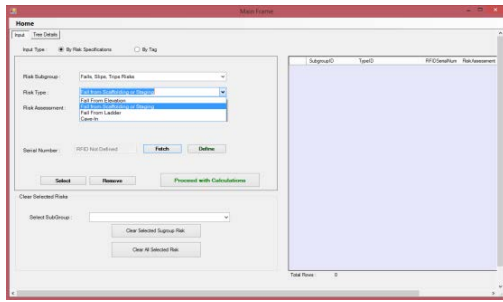 Main Frame
Home
Input Tree Details
Input Type : By Risk Specifications By Tag
Risk Subgroup : Falls, Slips, Trips Risks
Risk Type : Fall from Scaffolding or Staging
Fall From Elevation
Fall from Scaffolding or Staging
Risk Assessment : Fall From Ladder
Cave-In
Serial Number : RFID Not Defined Fetch Define
Select Remove Proceed with Calculations
Clear Selected Risks
Select SubGroup :
Clear Selected Sugroup Risk
Clear All Selected Risk
SubgroupID TypeID RFIDSerialNum RiskAssessment
Total Rows : 0